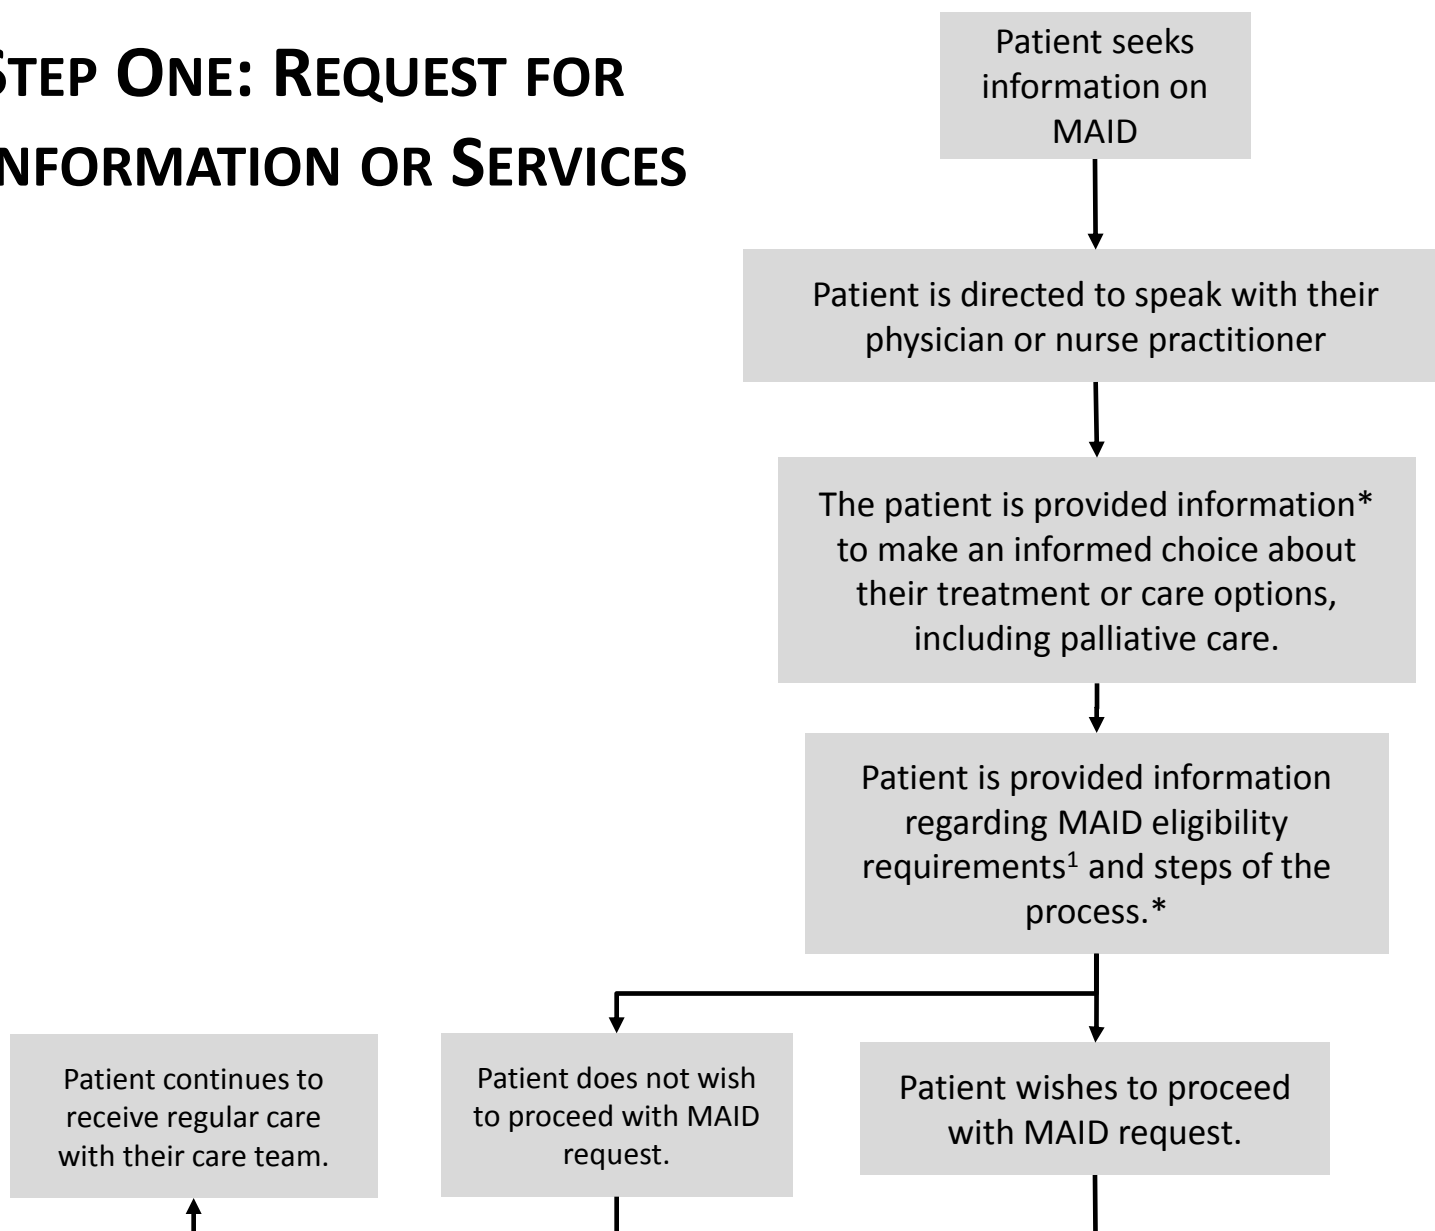 STEP ONE: REQUEST FOR
INFORMATION OR SERVICES
Patient seeks
information on
MAID
Patient is directed to speak with their
physician or nurse practitioner
The patient is provided information*
to make an informed choice about
their treatment or care options,
including palliative care.
Patient is provided information
regarding MAID eligibility
requirements¹ and steps of the
process.*
Patient continues to
receive regular care
with their care team.
Patient does not wish
to proceed with MAID
request.
Patient wishes to proceed
with MAID request.